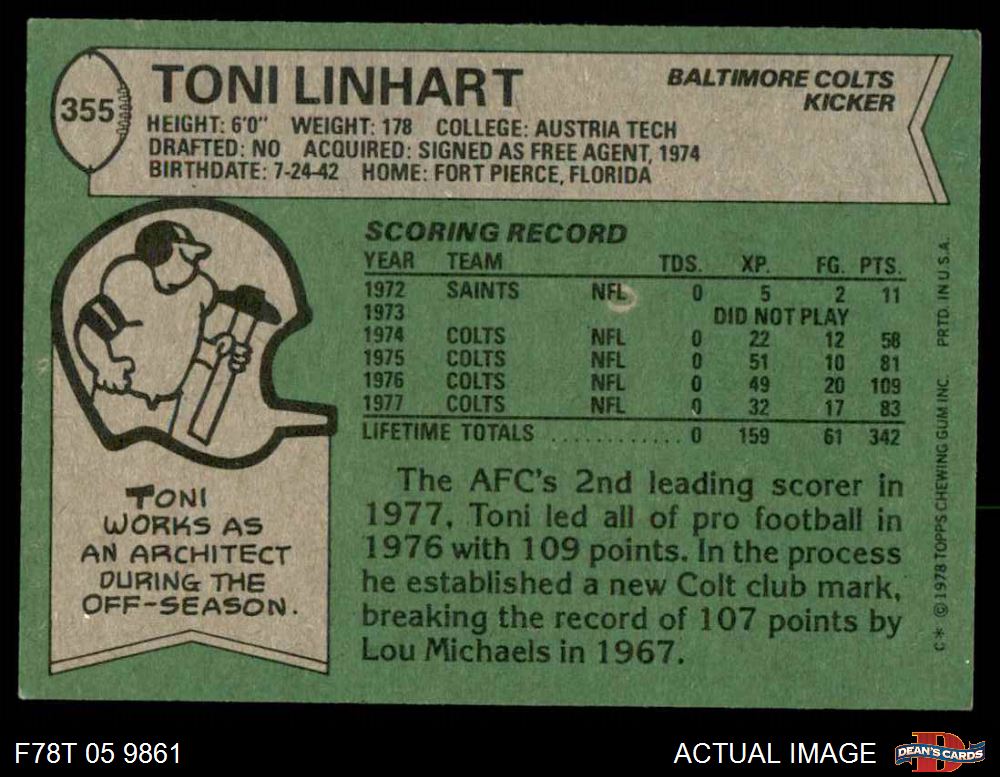 355
TONI LINHART
BALTIMORE COLTS
KICKER
HEIGHT: 6'0" WEIGHT: 178 COLLEGE: AUSTRIA TECH
DRAFTED: NO ACQUIRED: SIGNED AS FREE AGENT, 1974
BIRTHDATE: 7-24-42 HOME: FORT PIERCE, FLORIDA
SCORING RECORD
YEAR TEAM TDS. XP. FG. PTS.
1972 SAINTS NFL 0 5 2 11
1973 DID NOT PLAY
1974 COLTS NFL 0 22 12 58
1975 COLTS NFL 0 51 10 81
1976 COLTS NFL 0 49 20 109
1977 COLTS NFL 0 32 17 83
LIFETIME TOTALS ............ 0 159 61 342
The AFC's 2nd leading scorer in
1977, Toni led all of pro football in
1976 with 109 points. In the process
he established a new Colt club mark,
breaking the record of 107 points by
Lou Michaels in 1967.
TONI
WORKS AS
AN ARCHITECT
DURING THE
OFF-SEASON.
C* © 1978 TOPPS CHEWING GUM INC. PRTD. IN U.S.A.
F78T 05 9861
ACTUAL IMAGE
D
DEAN'S CARDS